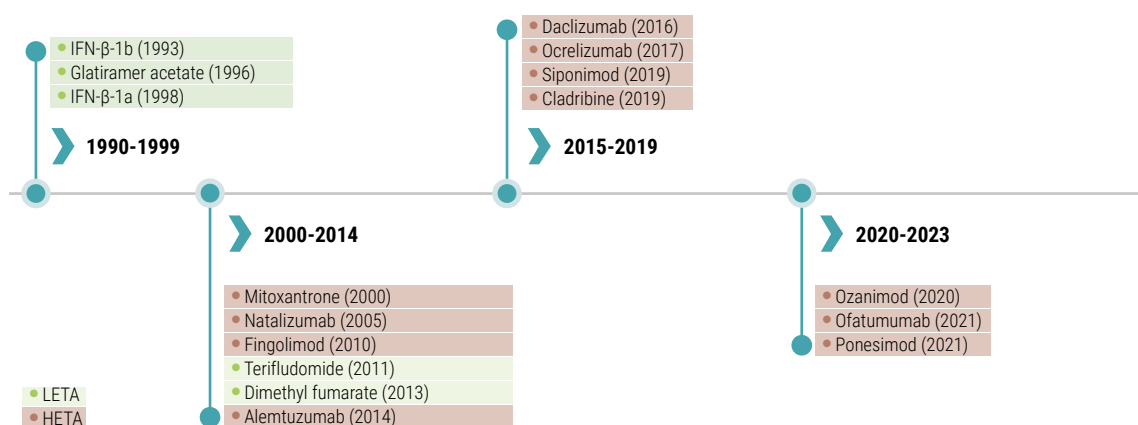 IFN-β-1b (1993)
Glatiramer acetate (1996)
IFN-β-1a (1998)
1990-1999
2000-2014
Mitoxantrone (2000)
Natalizumab (2005)
Fingolimod (2010)
Terifludomide (2011)
Dimethyl fumarate (2013)
Alemtuzumab (2014)
Daclizumab (2016)
Ocrelizumab (2017)
Siponimod (2019)
Cladribine (2019)
2015-2019
2020-2023
Ozanimod (2020)
Ofatumumab (2021)
Ponesimod (2021)
LETA
HETA